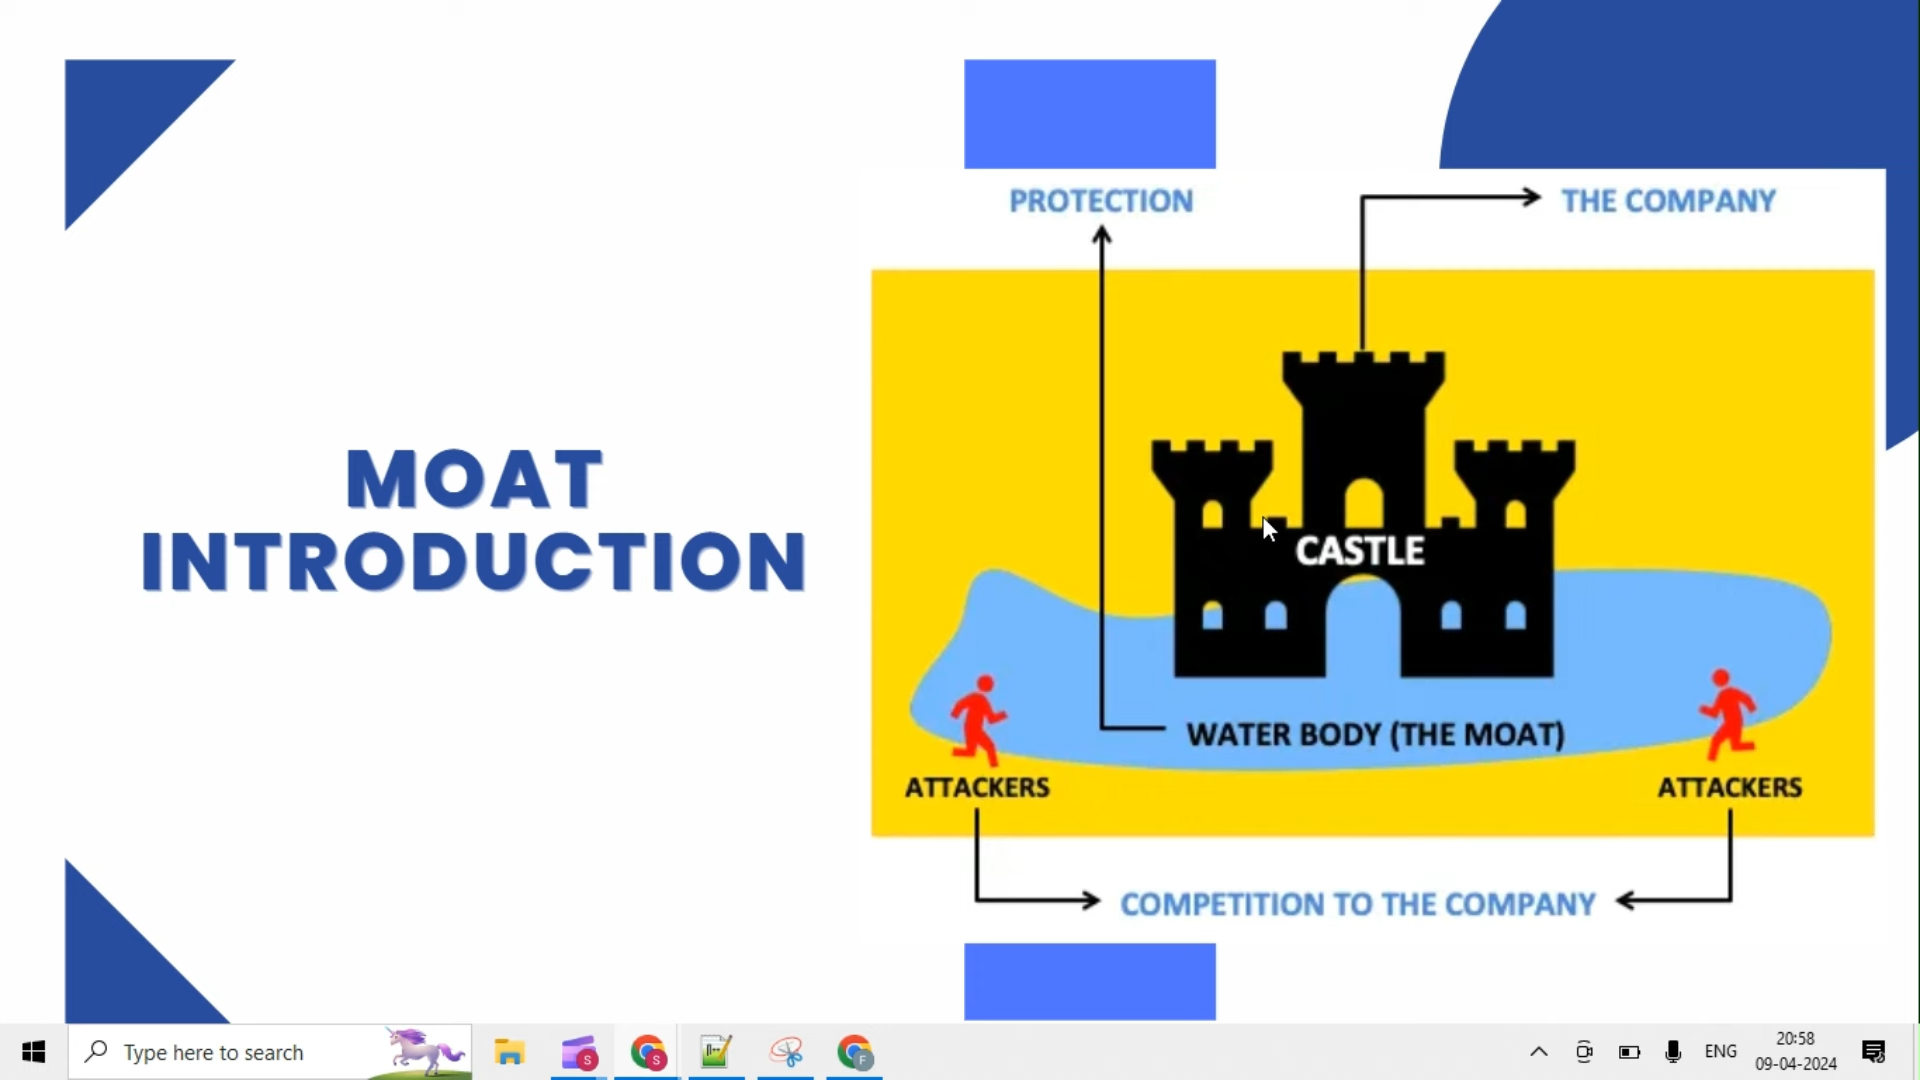 MOAT
INTRODUCTION
PROTECTION
THE COMPANY
CASTLE
WATER BODY (THE MOAT)
ATTACKERS
ATTACKERS
COMPETITION TO THE COMPANY
Type here to search
S
S
F
ENG
20:58
09-04-2024